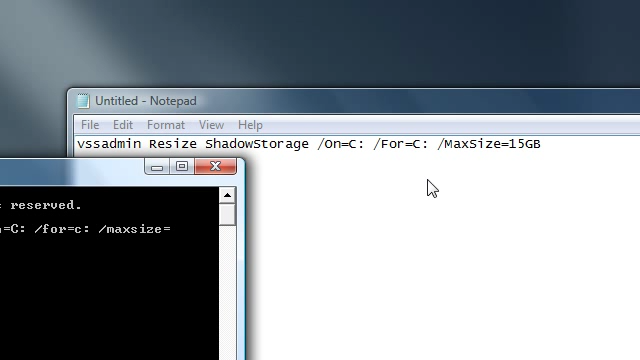 Untitled - Notepad
File Edit Format View Help
vssadmin Resize ShadowStorage /On=C: /For=C: /MaxSize=15GB
reserved.
=C: /for=c: /maxsize=